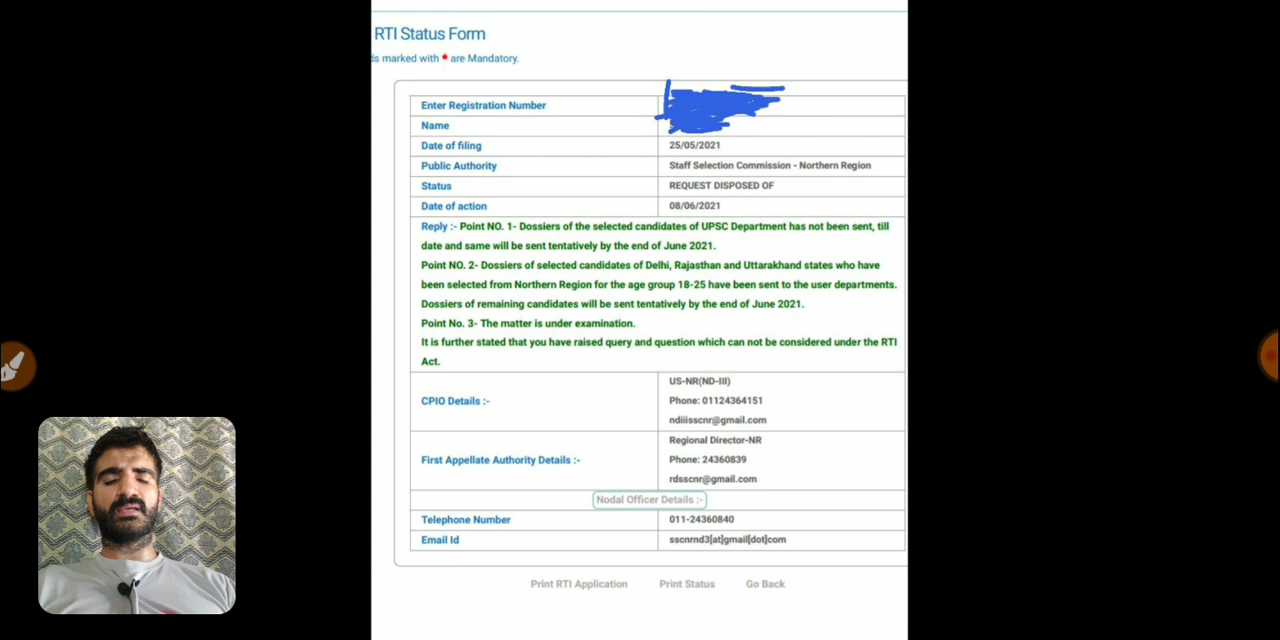 RTI Status Form
ds marked with * are Mandatory.
Enter Registration Number
Name
Date of filing 25/05/2021
Public Authority Staff Selection Commission - Northern Region
Status REQUEST DISPOSED OF
Date of action 08/06/2021
Reply :- Point NO. 1- Dossiers of the selected candidates of UPSC Department has not been sent, till
date and same will be sent tentatively by the end of June 2021.
Point NO. 2- Dossiers of selected candidates of Delhi, Rajasthan and Uttarakhand states who have
been selected from Northern Region for the age group 18-25 have been sent to the user departments.
Dossiers of remaining candidates will be sent tentatively by the end of June 2021.
Point No. 3- The matter is under examination.
It is further stated that you have raised query and question which can not be considered under the RTI
Act.
CPIO Details :-
US-NR(ND-III)
Phone: 01124364151
ndiiisscnr@gmail.com
First Appellate Authority Details :-
Regional Director-NR
Phone: 24360839
rdsscnr@gmail.com
Nodal Officer Details :-
Telephone Number 011-24360840
Email Id sscnrnd3[at]gmail[dot]com
Print RTI Application Print Status Go Back